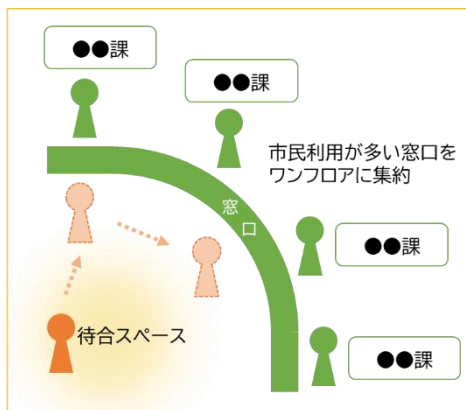 ●●課
●●課
市民利用が多い窓口を
ワンフロアに集約
窓口
●●課
待合スペース
●●課